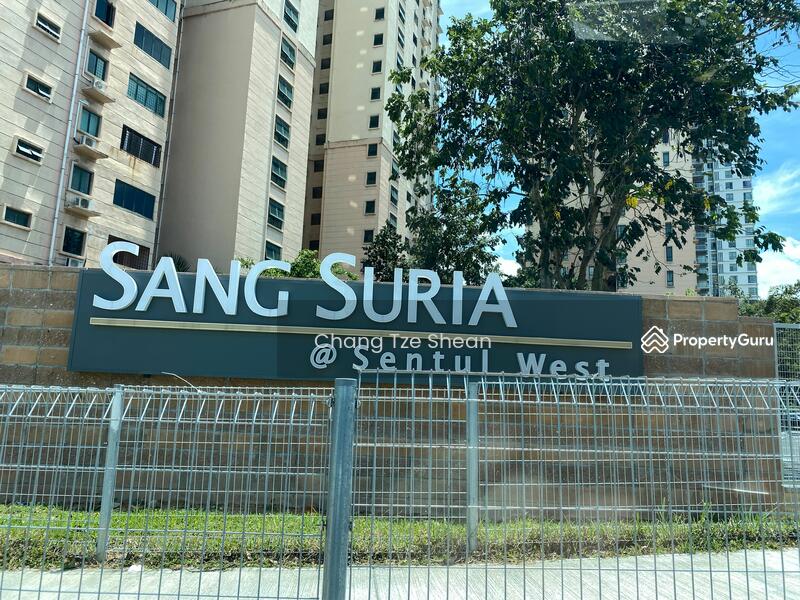 SANG SURIA
Chang Tze Shean
@ Sentul West
PropertyGuru